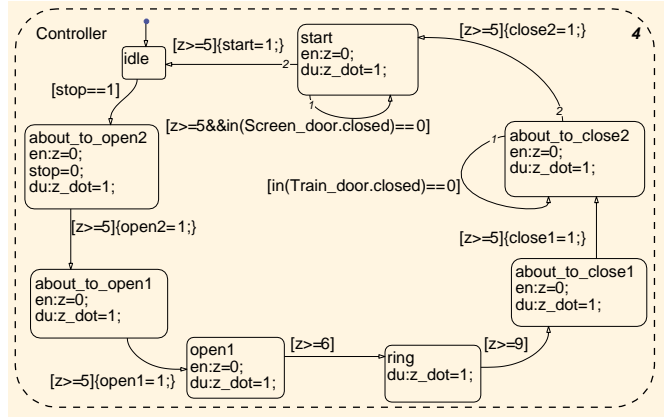 Controller
4
idle
start
en:z=0;
du:z_dot=1;
[z>=5]{start=1;}
2
1
[z>=5&&in(Screen_door.closed)==0]
[z>=5]{close2=1;}
[stop==1]
about_to_open2
en:z=0;
stop=0;
du:z_dot=1;
2
1
about_to_close2
en:z=0;
du:z_dot=1;
[in(Train_door.closed)==0]
[z>=5]{open2=1;}
[z>=5]{close1=1;}
about_to_open1
en:z=0;
du:z_dot=1;
about_to_close1
en:z=0;
du:z_dot=1;
[z>=5]{open1=1;}
open1
en:z=0;
du:z_dot=1;
[z>=6]
ring
du:z_dot=1;
[z>=9]